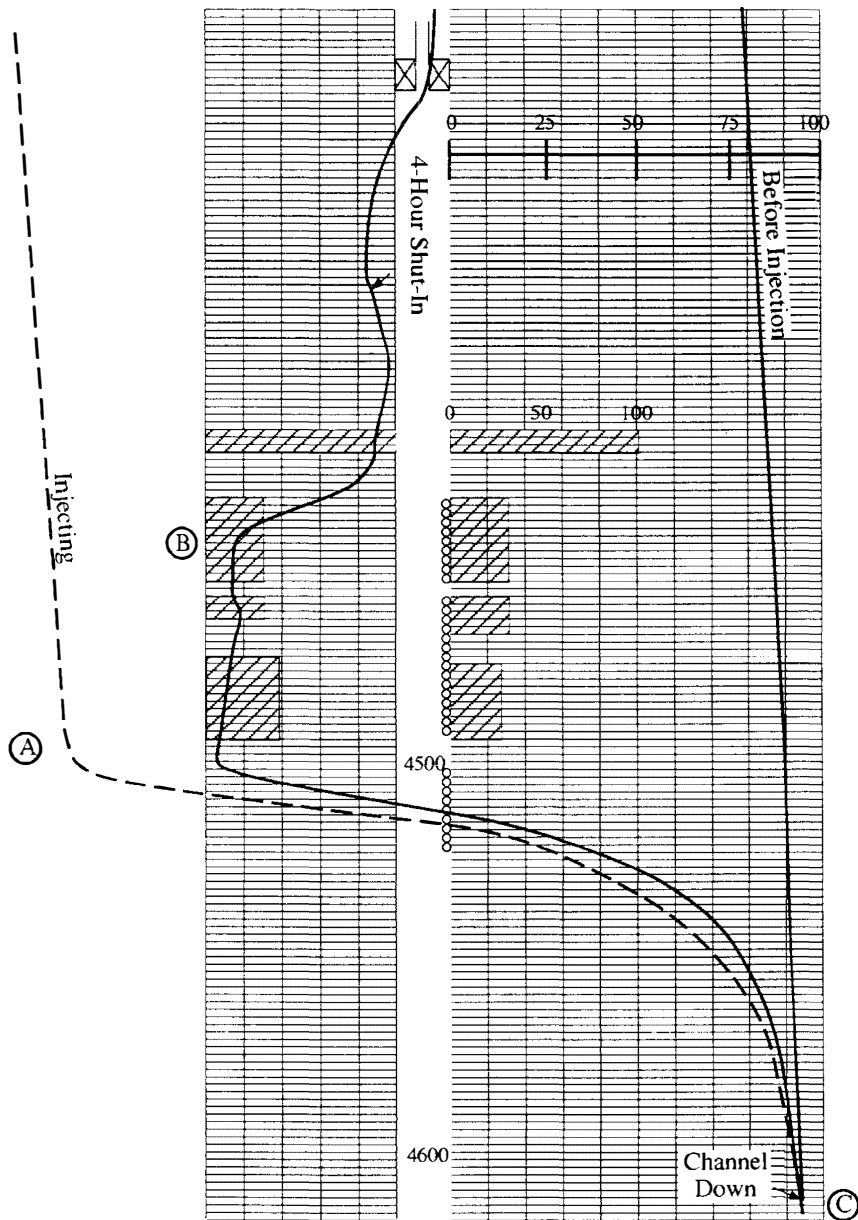 0 25 50 75 100
4-Hour Shut-In
Before Injection
0 50 100
Injecting
B
A
4500
4600
Channel
Down
C